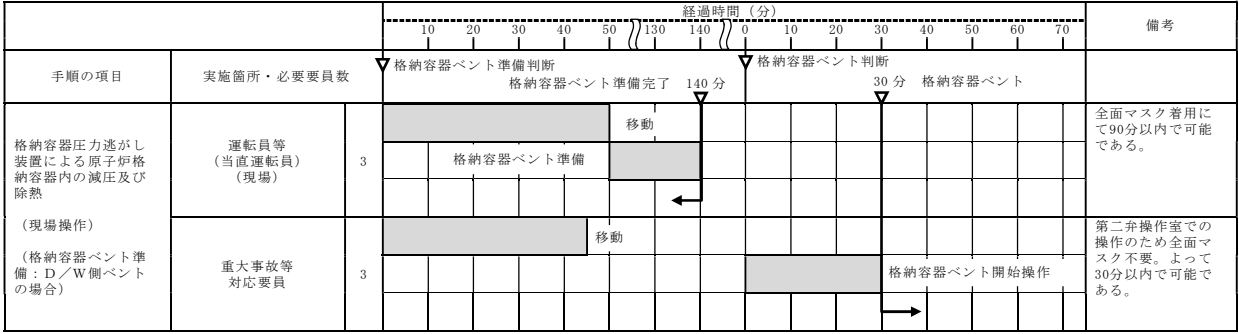 経過時間（分）
備考
10 20 30 40 50 130 140 0 10 20 30 40 50 60 70
手順の項目
実施箇所・必要要員数
格納容器ベント準備判断
格納容器ベント判断
格納容器ベント準備完了 140分
30分 格納容器ベント
格納容器圧力逃がし
装置による原子炉格
納容器内の減圧及び
除熱
（現場操作）
（格納容器ベント準
備：D／W側ベント
の場合）
運転員等
（当直運転員）
（現場）
3
移動
格納容器ベント準備
全面マスク着用に
て90分以内で可能
である。
重大事故等
対応要員
3
移動
格納容器ベント開始操作
第二弁操作室での
操作のため全面マ
スク不要。よって
30分以内で可能で
ある。